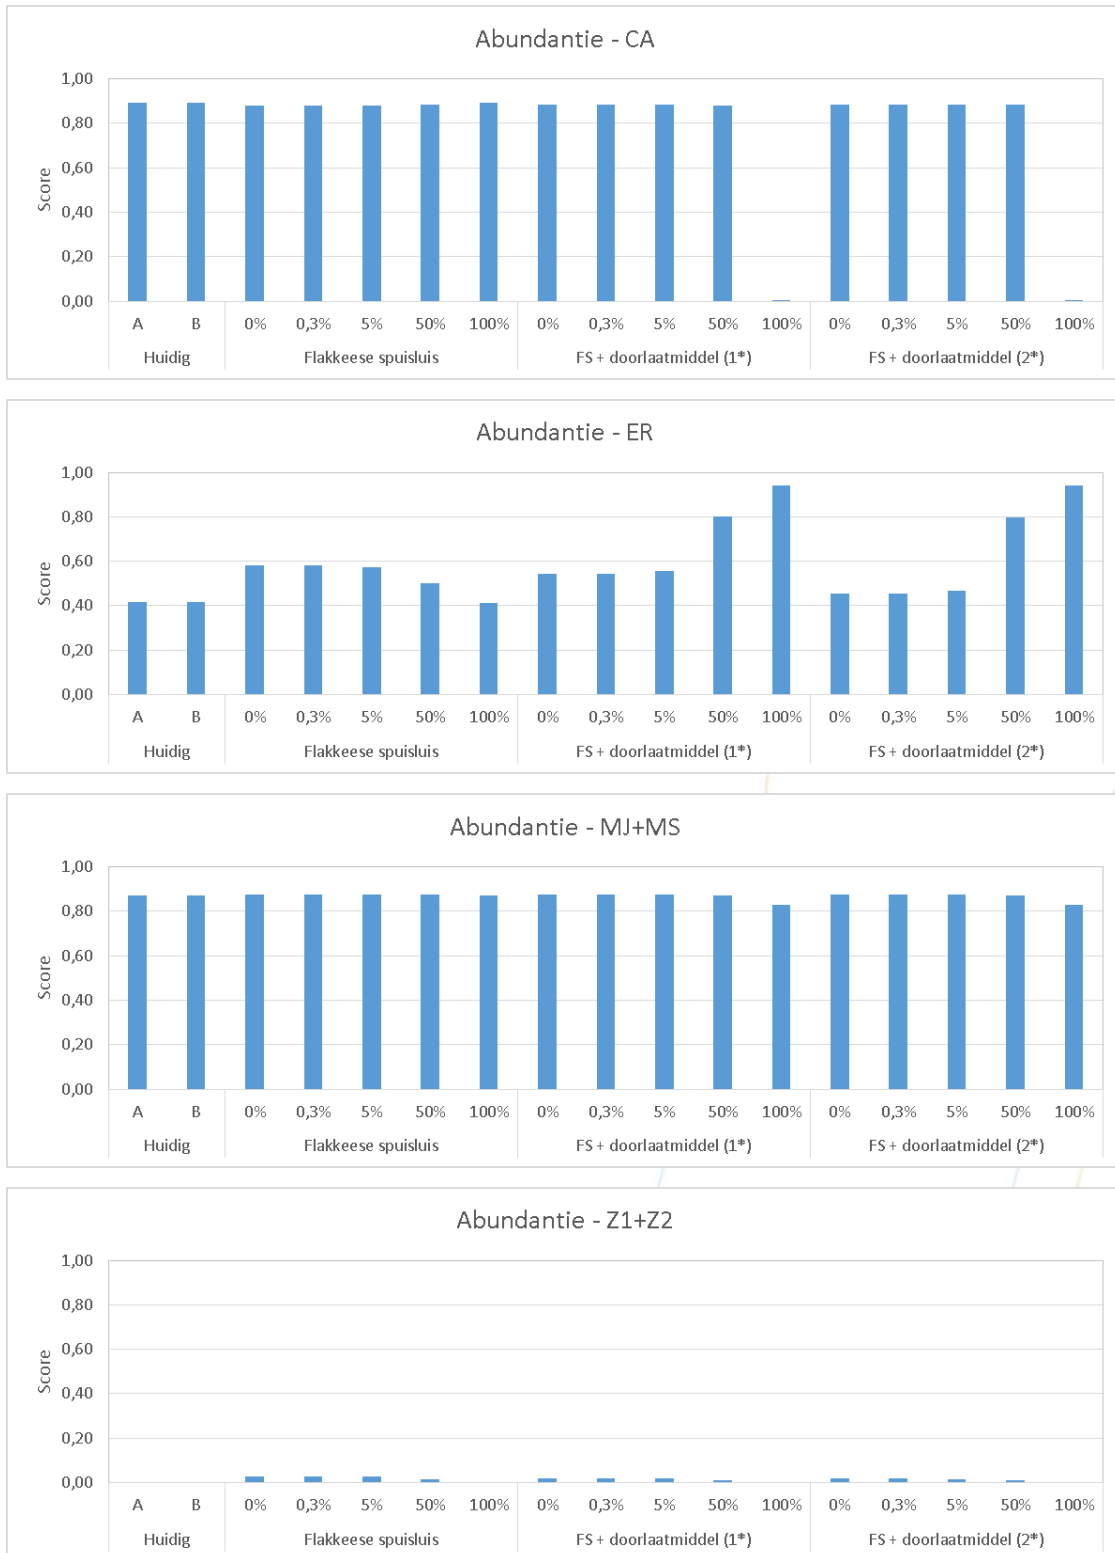 Abundantie - CA
1,00
0,80
0,60
0,40
0,20
0,00
Score
A B 0% 0,3% 5% 50% 100% 0% 0,3% 5% 50% 100% 0% 0,3% 5% 50% 100%
Huidig Flakkeese spuisluis FS + doorlaatmiddel (1*) FS + doorlaatmiddel (2*)
Abundantie - ER
1,00
0,80
0,60
0,40
0,20
0,00
Score
A B 0% 0,3% 5% 50% 100% 0% 0,3% 5% 50% 100% 0% 0,3% 5% 50% 100%
Huidig Flakkeese spuisluis FS + doorlaatmiddel (1*) FS + doorlaatmiddel (2*)
Abundantie - MJ+MS
1,00
0,80
0,60
0,40
0,20
0,00
Score
A B 0% 0,3% 5% 50% 100% 0% 0,3% 5% 50% 100% 0% 0,3% 5% 50% 100%
Huidig Flakkeese spuisluis FS + doorlaatmiddel (1*) FS + doorlaatmiddel (2*)
Abundantie - Z1+Z2
1,00
0,80
0,60
0,40
0,20
0,00
Score
A B 0% 0,3% 5% 50% 100% 0% 0,3% 5% 50% 100% 0% 0,3% 5% 50% 100%
Huidig Flakkeese spuisluis FS + doorlaatmiddel (1*) FS + doorlaatmiddel (2*)